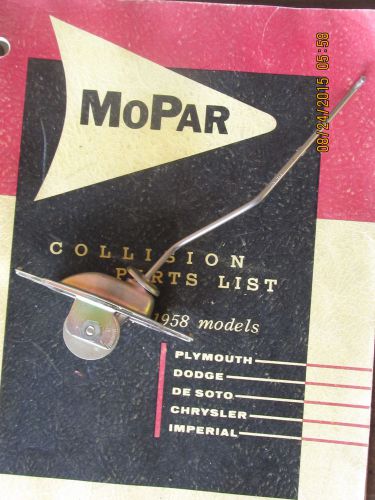 MOPAR
COLLISION
PARTS LIST
1958 models
PLYMOUTH
DODGE
DE SOTO
CHRYSLER
IMPERIAL
08/24/2015 05:58